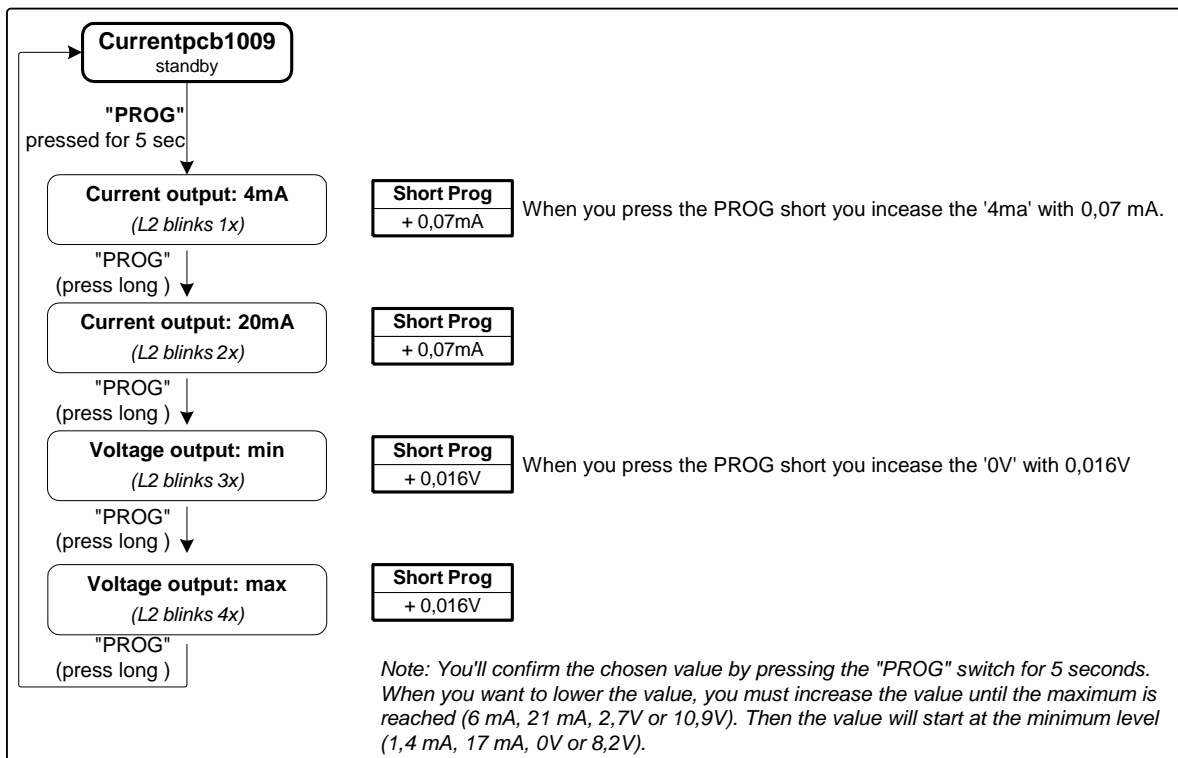 Currentpcb1009
standby
"PROG"
pressed for 5 sec
Current output: 4mA
(L2 blinks 1x)
Short Prog
+ 0,07mA
When you press the PROG short you incease the '4ma' with 0,07 mA.
"PROG"
(press long )
Current output: 20mA
(L2 blinks 2x)
Short Prog
+ 0,07mA
"PROG"
(press long )
Voltage output: min
(L2 blinks 3x)
Short Prog
+ 0,016V
When you press the PROG short you incease the '0V' with 0,016V
"PROG"
(press long )
Voltage output: max
(L2 blinks 4x)
Short Prog
+ 0,016V
"PROG"
(press long )
Note: You'll confirm the chosen value by pressing the "PROG" switch for 5 seconds.
When you want to lower the value, you must increase the value until the maximum is
reached (6 mA, 21 mA, 2,7V or 10,9V). Then the value will start at the minimum level
(1,4 mA, 17 mA, 0V or 8,2V).